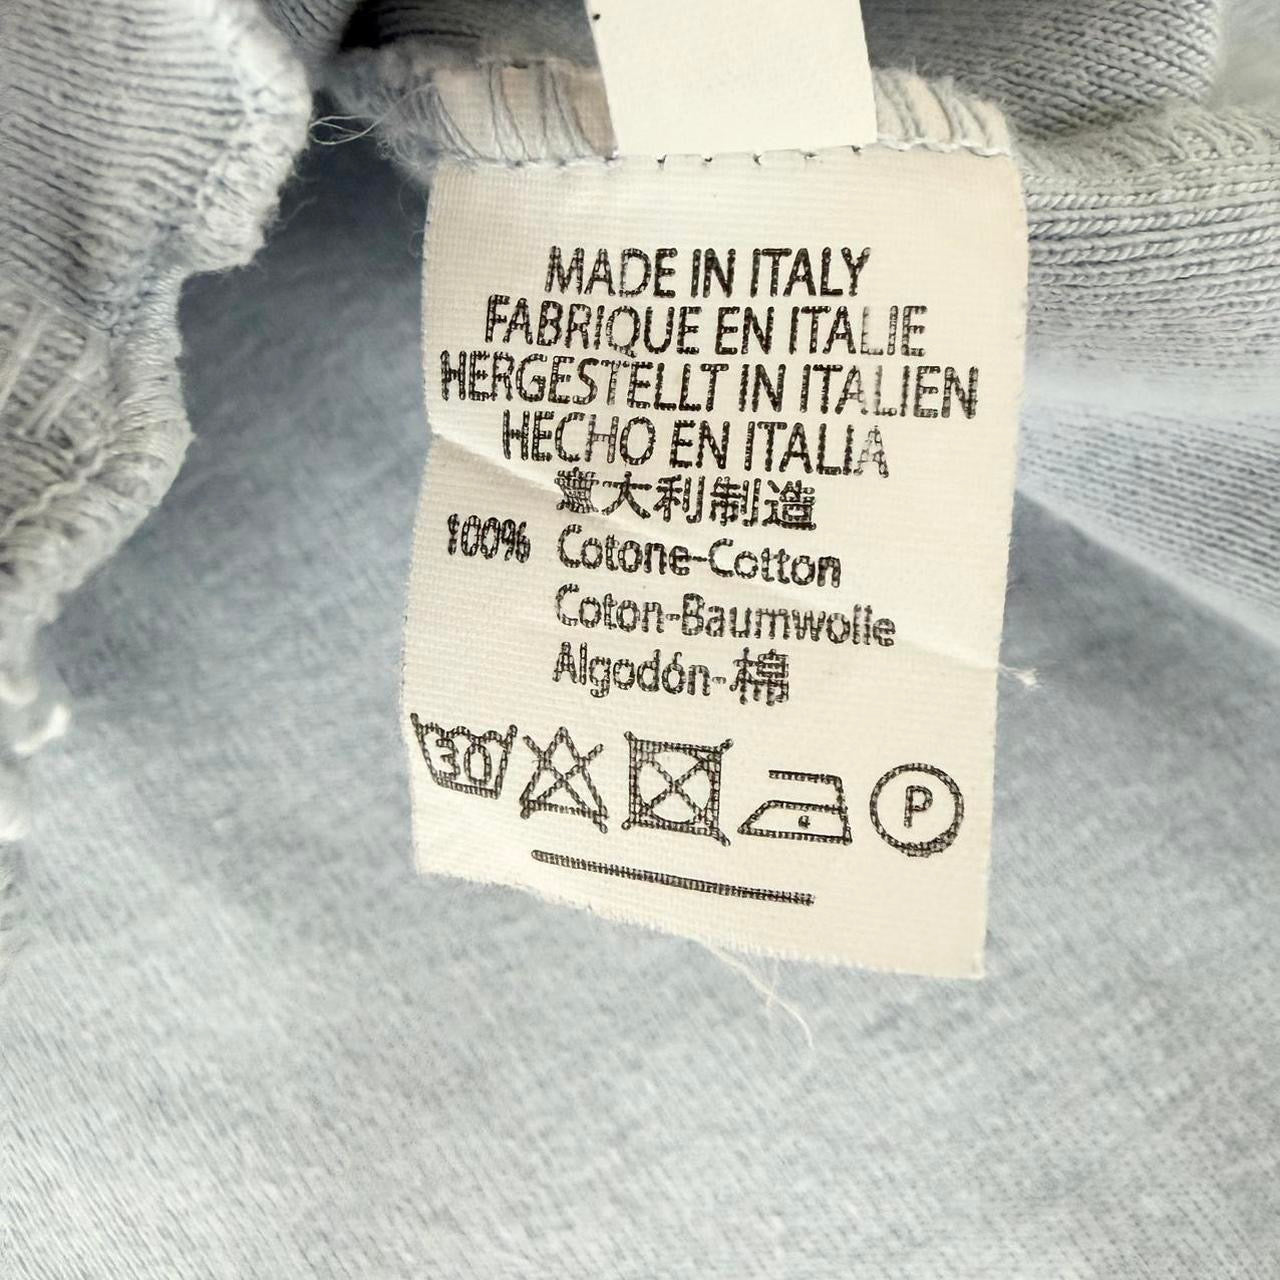 MADE IN ITALY
FABRIQUE EN ITALIE
HERGESTELLT IN ITALIEN
HECHO EN ITALIA
意大利制造
100% Cotone-Cotton
Coton-Baumwolle
Algodón-棉
30 P